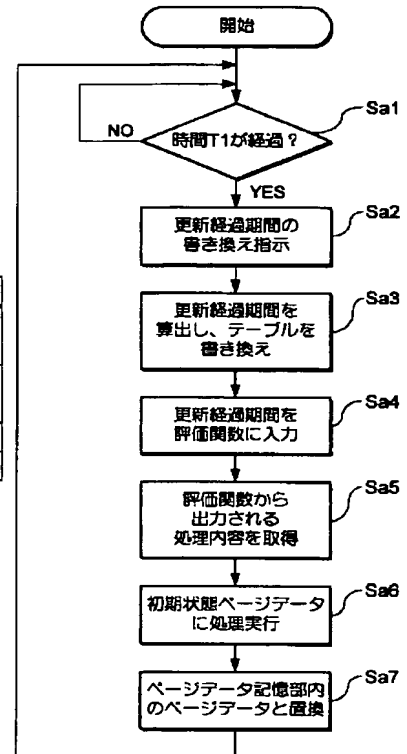 開始
時間T1が経過?
Sa1
NO
YES
更新経過期間の
書き換え指示
Sa2
更新経過期間を
算出し、テーブルを
書き換え
Sa3
更新経過期間を
評価関数に入力
Sa4
評価関数から
出力される
処理内容を取得
Sa5
初期状態ページデータ
に処理実行
Sa6
ページデータ記憶部内
のページデータと置換
Sa7